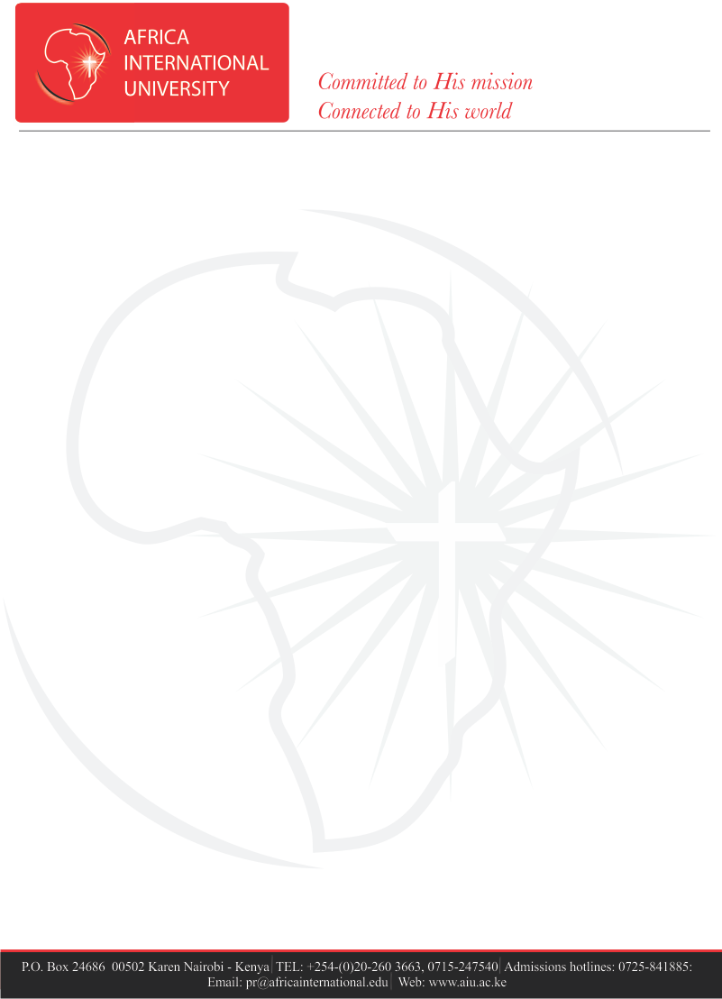 AFRICA
INTERNATIONAL
UNIVERSITY
Committed to His mission
Connected to His world
P.O. Box 24686 00502 Karen Nairobi - Kenya| TEL: +254-(0)20-260 3663, 0715-247540| Admissions hotlines: 0725-841885:
Email: pr@africainternational.edu| Web: www.aiu.ac.ke